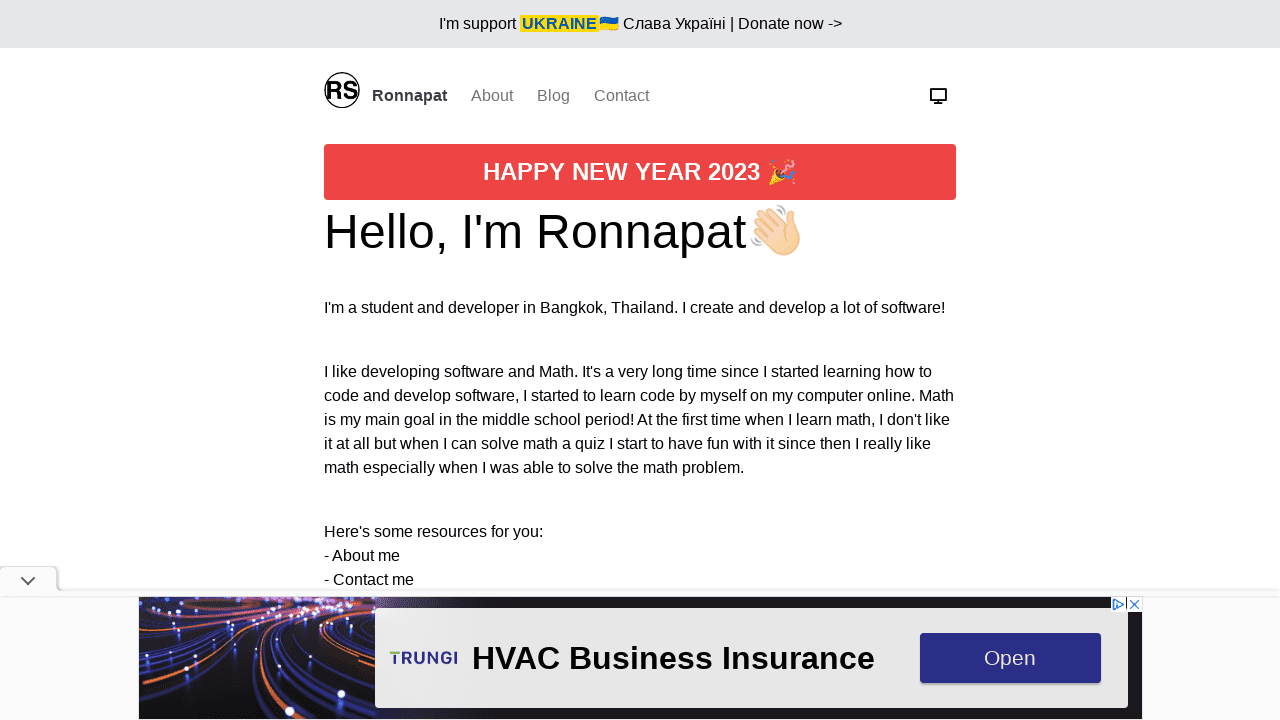 I'm support UKRAINE🇺🇦 Слава Україні | Donate now ->
RS Ronnapat About Blog Contact
HAPPY NEW YEAR 2023 🎉
Hello, I'm Ronnapat👋🏻
I'm a student and developer in Bangkok, Thailand. I create and develop a lot of software!
I like developing software and Math. It's a very long time since I started learning how to
code and develop software, I started to learn code by myself on my computer online. Math
is my main goal in the middle school period! At the first time when I learn math, I don't like
it at all but when I can solve math a quiz I start to have fun with it since then I really like
math especially when I was able to solve the math problem.
Here's some resources for you:
- About me
- Contact me
TRUNGI HVAC Business Insurance Open